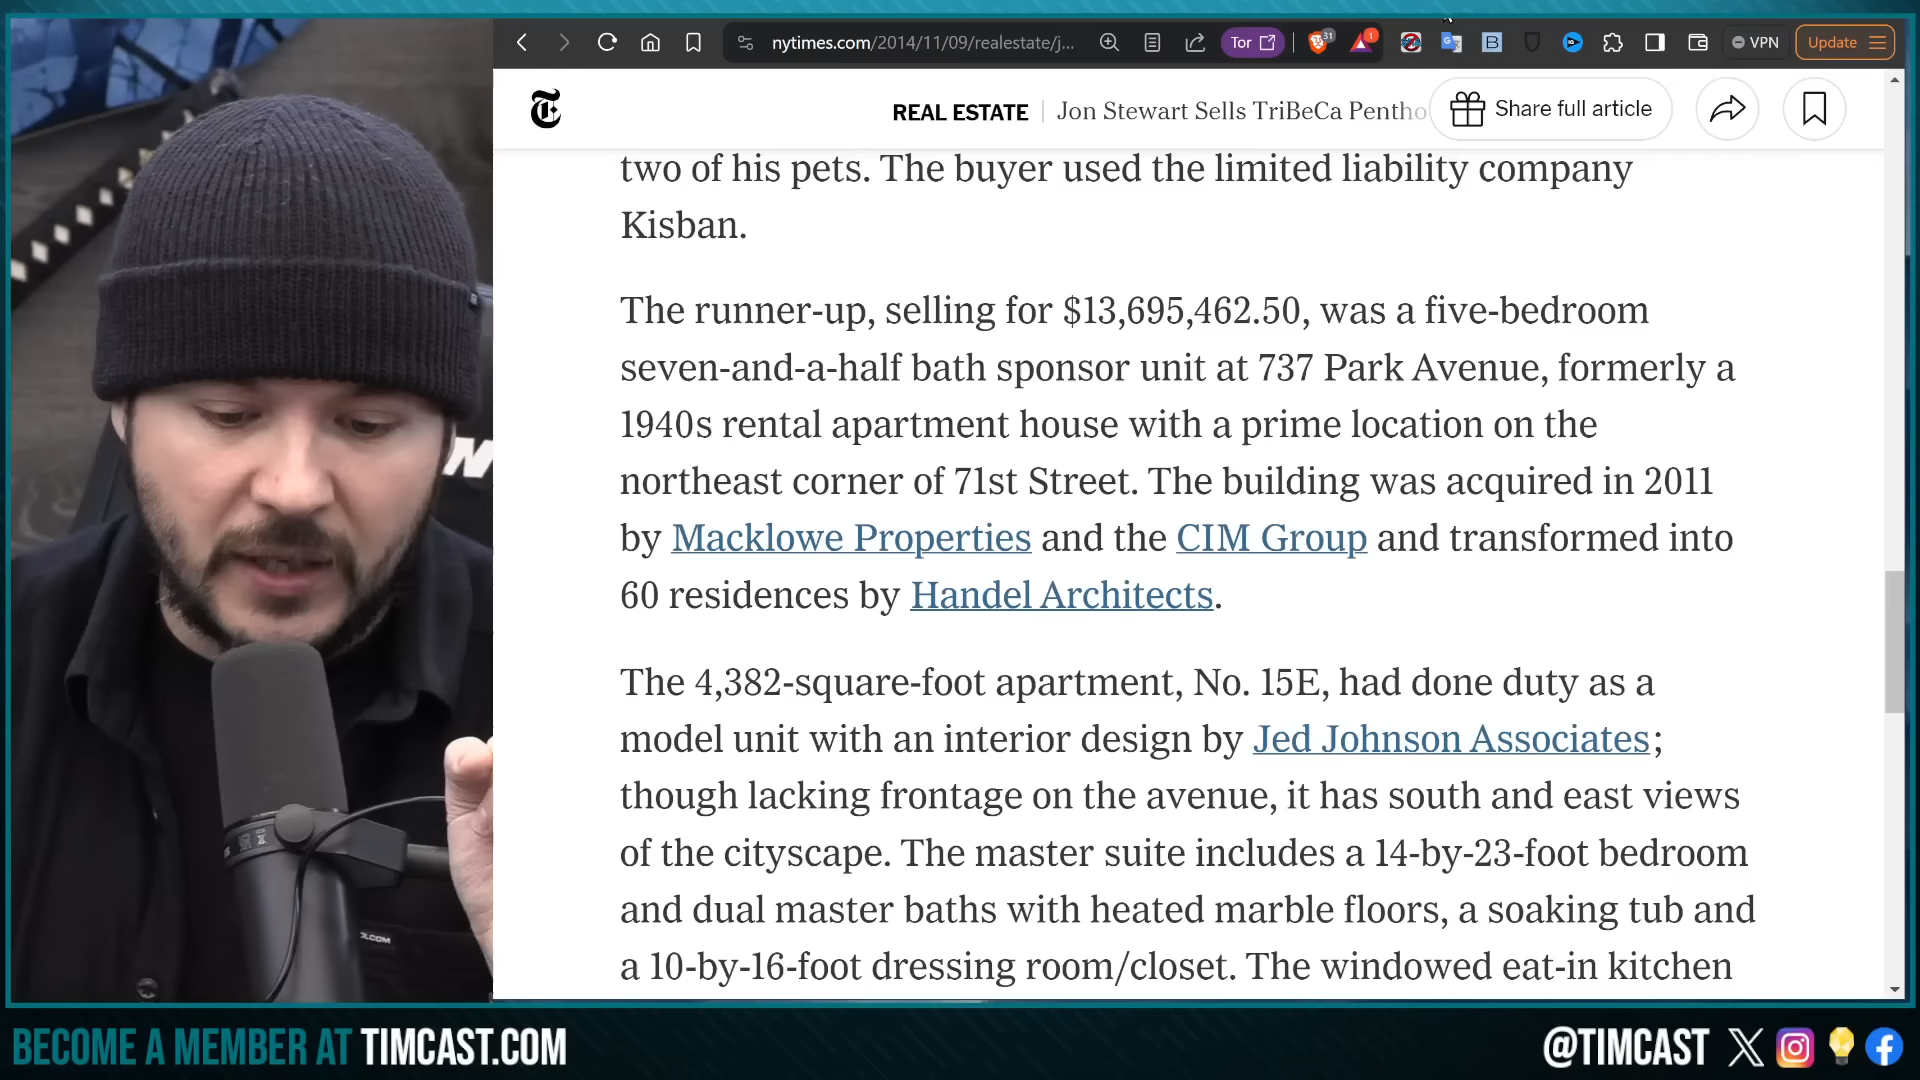 nytimes.com/2014/11/09/realestate/j...
Tor
31
1
VPN
Update
REAL ESTATE
Jon Stewart Sells TriBeCa Pentho
Share full article
two of his pets. The buyer used the limited liability company
Kisban.
The runner-up, selling for $13,695,462.50, was a five-bedroom
seven-and-a-half bath sponsor unit at 737 Park Avenue, formerly a
1940s rental apartment house with a prime location on the
northeast corner of 71st Street. The building was acquired in 2011
by Macklowe Properties and the CIM Group and transformed into
60 residences by Handel Architects.
The 4,382-square-foot apartment, No. 15E, had done duty as a
model unit with an interior design by Jed Johnson Associates;
though lacking frontage on the avenue, it has south and east views
of the cityscape. The master suite includes a 14-by-23-foot bedroom
and dual master baths with heated marble floors, a soaking tub and
a 10-by-16-foot dressing room/closet. The windowed eat-in kitchen
BECOME A MEMBER AT TIMCAST.COM
@TIMCAST